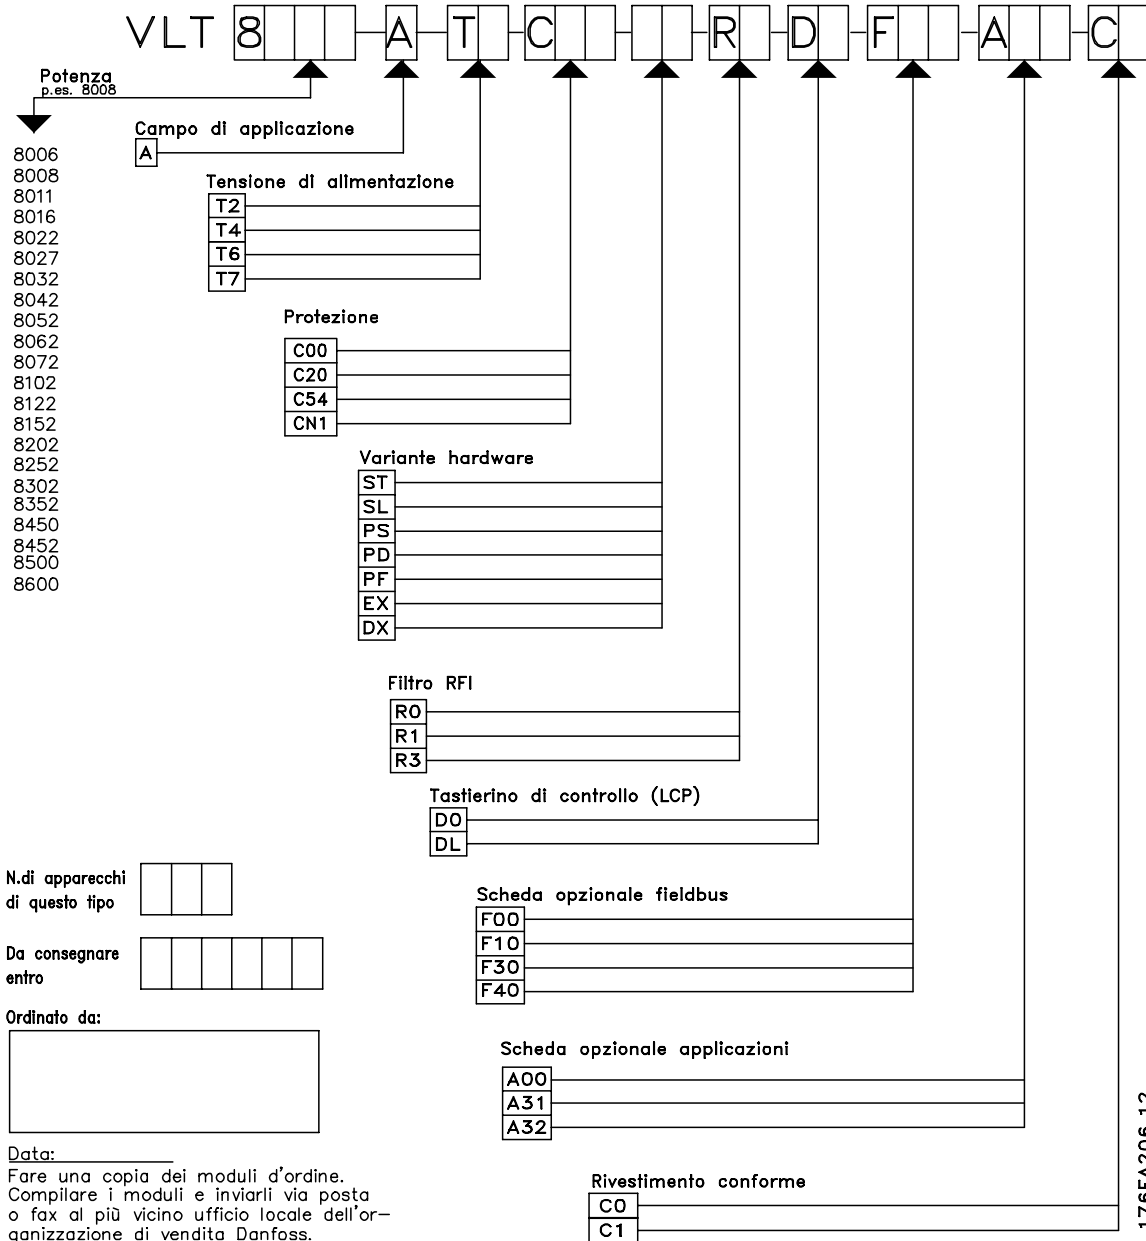 VLT 8 A T C R D F A C
Potenza
p.es. 8008
8006
8008
8011
8016
8022
8027
8032
8042
8052
8062
8072
8102
8122
8152
8202
8252
8302
8352
8450
8452
8500
8600
Campo di applicazione
A
Tensione di alimentazione
T2
T4
T6
T7
Protezione
C00
C20
C54
CN1
Variante hardware
ST
SL
PS
PD
PF
EX
DX
Filtro RFI
R0
R1
R3
Tastierino di controllo (LCP)
D0
DL
Scheda opzionale fieldbus
F00
F10
F30
F40
Scheda opzionale applicazioni
A00
A31
A32
Rivestimento conforme
C0
C1
N.di apparecchi
di questo tipo
Da consegnare
entro
Ordinato da:
Data:
Fare una copia dei moduli d'ordine.
Compilare i moduli e inviarli via posta
o fax al più vicino ufficio locale dell'or-
ganizzazione di vendita Danfoss.
176FA206.12